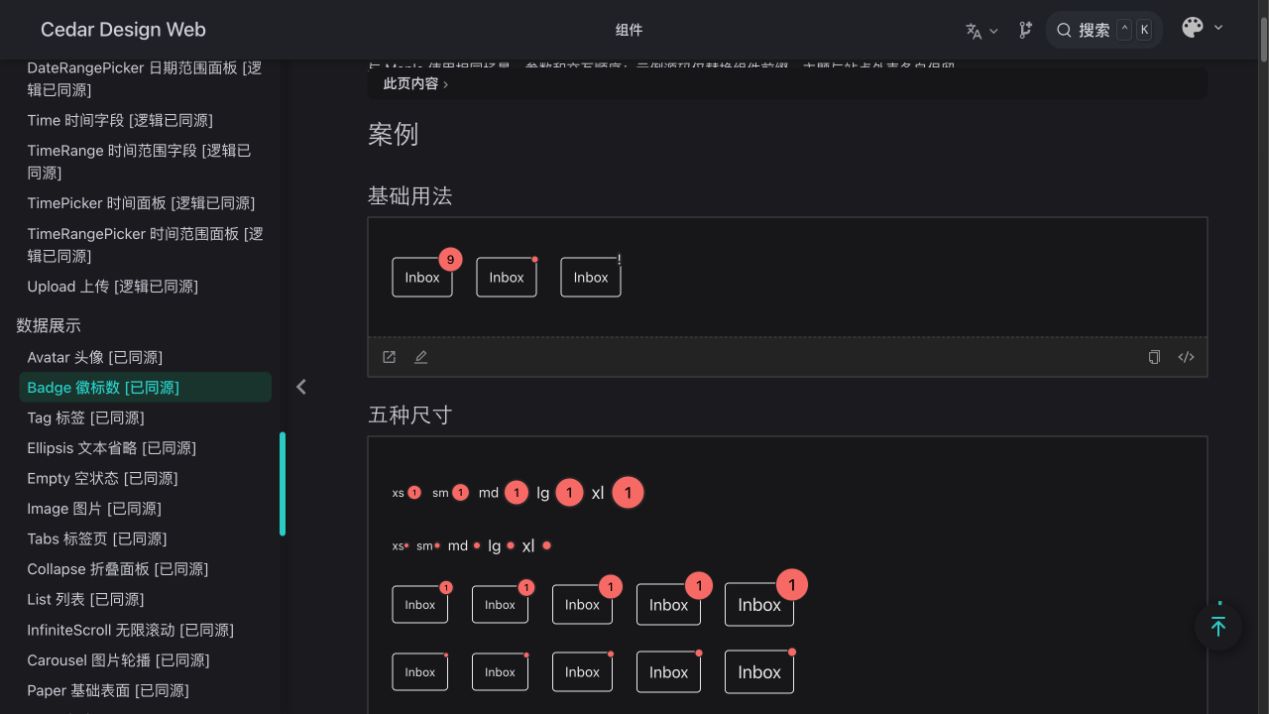 Cedar Design Web
组件
搜索 ^ K
DateRangePicker 日期范围面板 [逻
辑已同源]
Time 时间字段 [逻辑已同源]
TimeRange 时间范围字段 [逻辑已
同源]
TimePicker 时间面板 [逻辑已同源]
TimeRangePicker 时间范围面板 [逻
辑已同源]
Upload 上传 [逻辑已同源]
数据展示
Avatar 头像 [已同源]
Badge 徽标数 [已同源]
Tag 标签 [已同源]
Ellipsis 文本省略 [已同源]
Empty 空状态 [已同源]
Image 图片 [已同源]
Tabs 标签页 [已同源]
Collapse 折叠面板 [已同源]
List 列表 [已同源]
InfiniteScroll 无限滚动 [已同源]
Carousel 图片轮播 [已同源]
Paper 基础表面 [已同源]
此页内容 ›
案例
基础用法
Inbox 9 Inbox Inbox !
五种尺寸
xs 1 sm 1 md 1 lg 1 xl 1
xs sm md lg xl
Inbox 1 Inbox 1 Inbox 1 Inbox 1 Inbox 1
Inbox Inbox Inbox Inbox Inbox